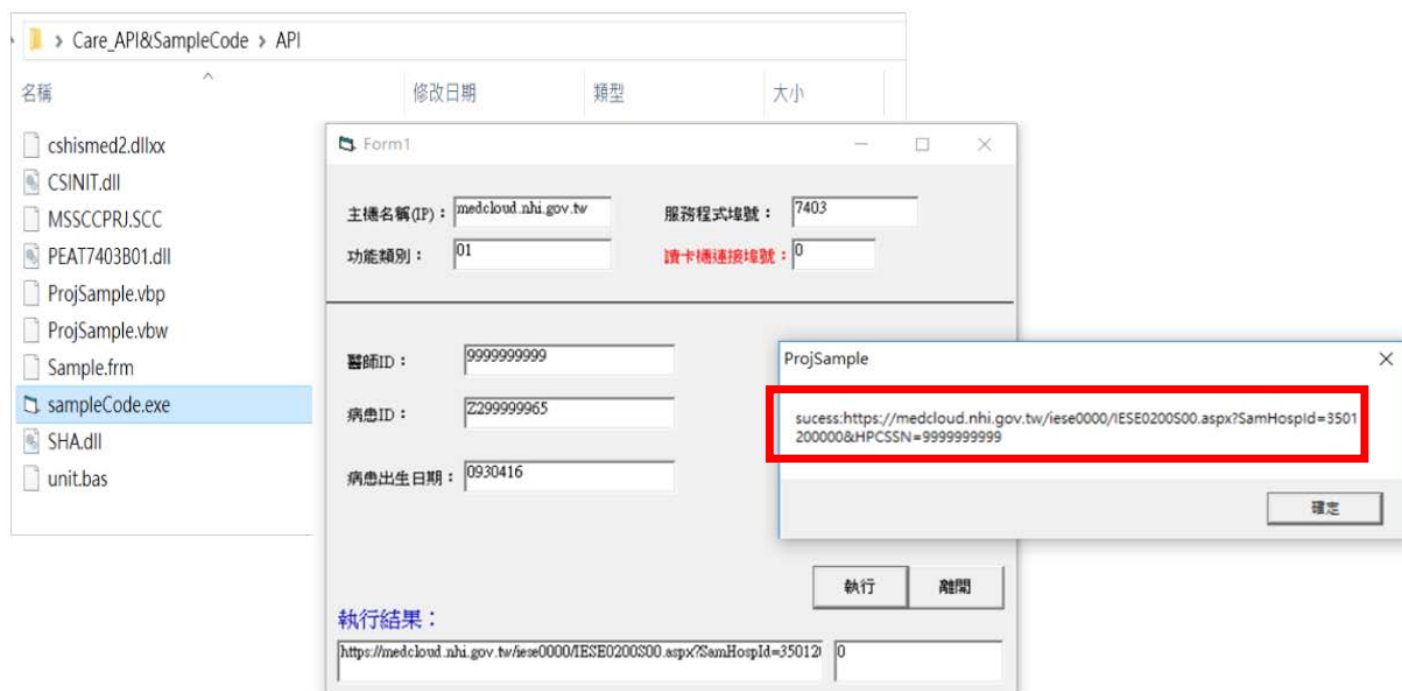 Care_API&SampleCode > API
名稱 修改日期 類型 大小
cshismed2.dllxx
CSINIT.dll
MSSCCPRJ.SCC
PEAT7403B01.dll
ProjSample.vbp
ProjSample.vbw
Sample.frm
sampleCode.exe
SHA.dll
unit.bas
Form1
主機名稱(IP)： medcloud.nhi.gov.tw 服務程式埠號： 7403
功能類別： 01 讀卡機連接埠號： 0
醫師ID： 9999999999
病患ID： Z299999965
病患出生日期： 0930416
ProjSample
sucess:https://medcloud.nhi.gov.tw/iese0000/IESE0200S00.aspx?SamHospId=3501
200000&HPCSSN=9999999999
確定
執行 離開
執行結果：
https://medcloud.nhi.gov.tw/iese0000/IESE0200S00.aspx?SamHospId=35012 0